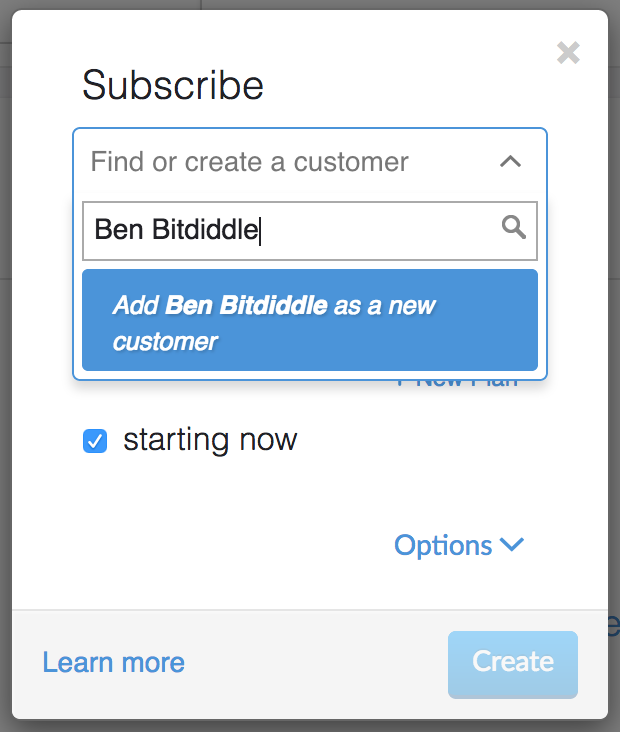 Subscribe
Find or create a customer
Ben Bitdiddle
Add Ben Bitdiddle as a new
customer
+ New Plan
starting now
Options
Learn more
Create